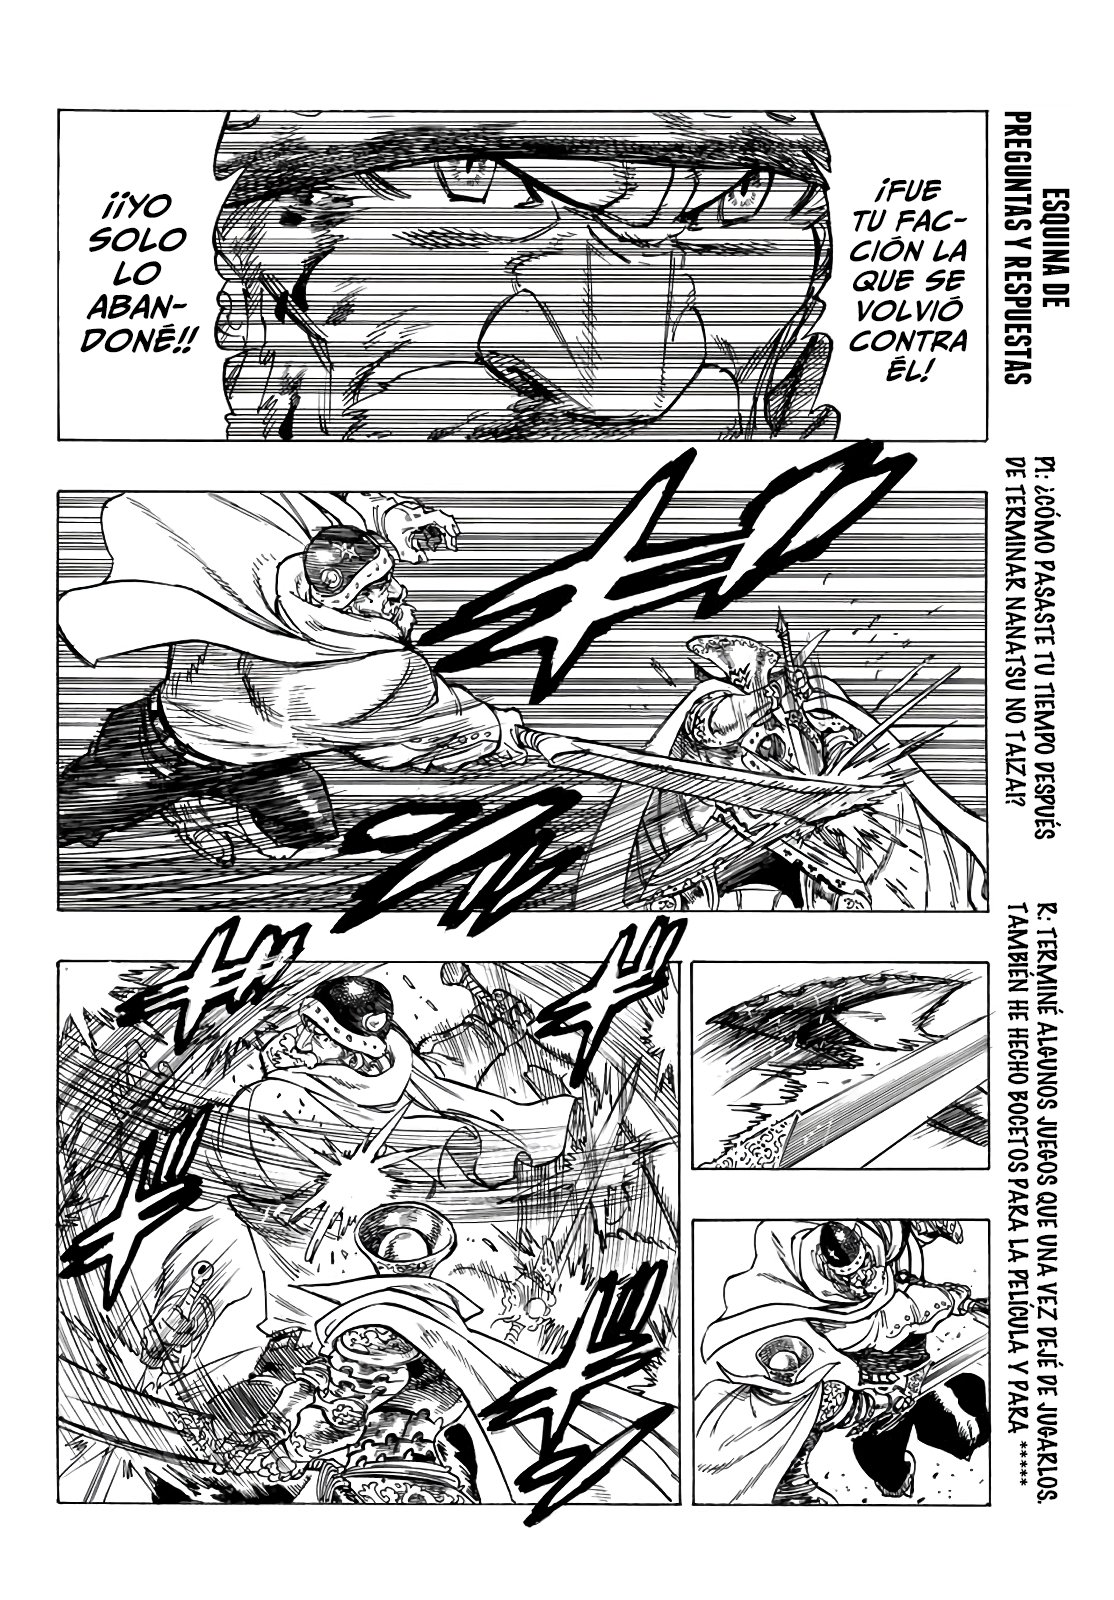 ¡FUE
TU FAC-
CIÓN LA
QUE SE
VOLVIÓ
CONTRA
ÉL!
¡¡YO
SOLO
LO
ABAN-
DONÉ!!
ESQUINA DE
PREGUNTAS Y RESPUESTAS
P1: ¿CÓMO PASASTE TU TIEMPO DESPUÉS
DE TERMINAR NANATSU NO TAIZAI?
R: TERMINÉ ALGUNOS JUEGOS QUE UNA VEZ DEJÉ DE JUGARLOS.
TAMBIÉN HE HECHO BOCETOS PARA LA PELÍCULA Y PARA *****